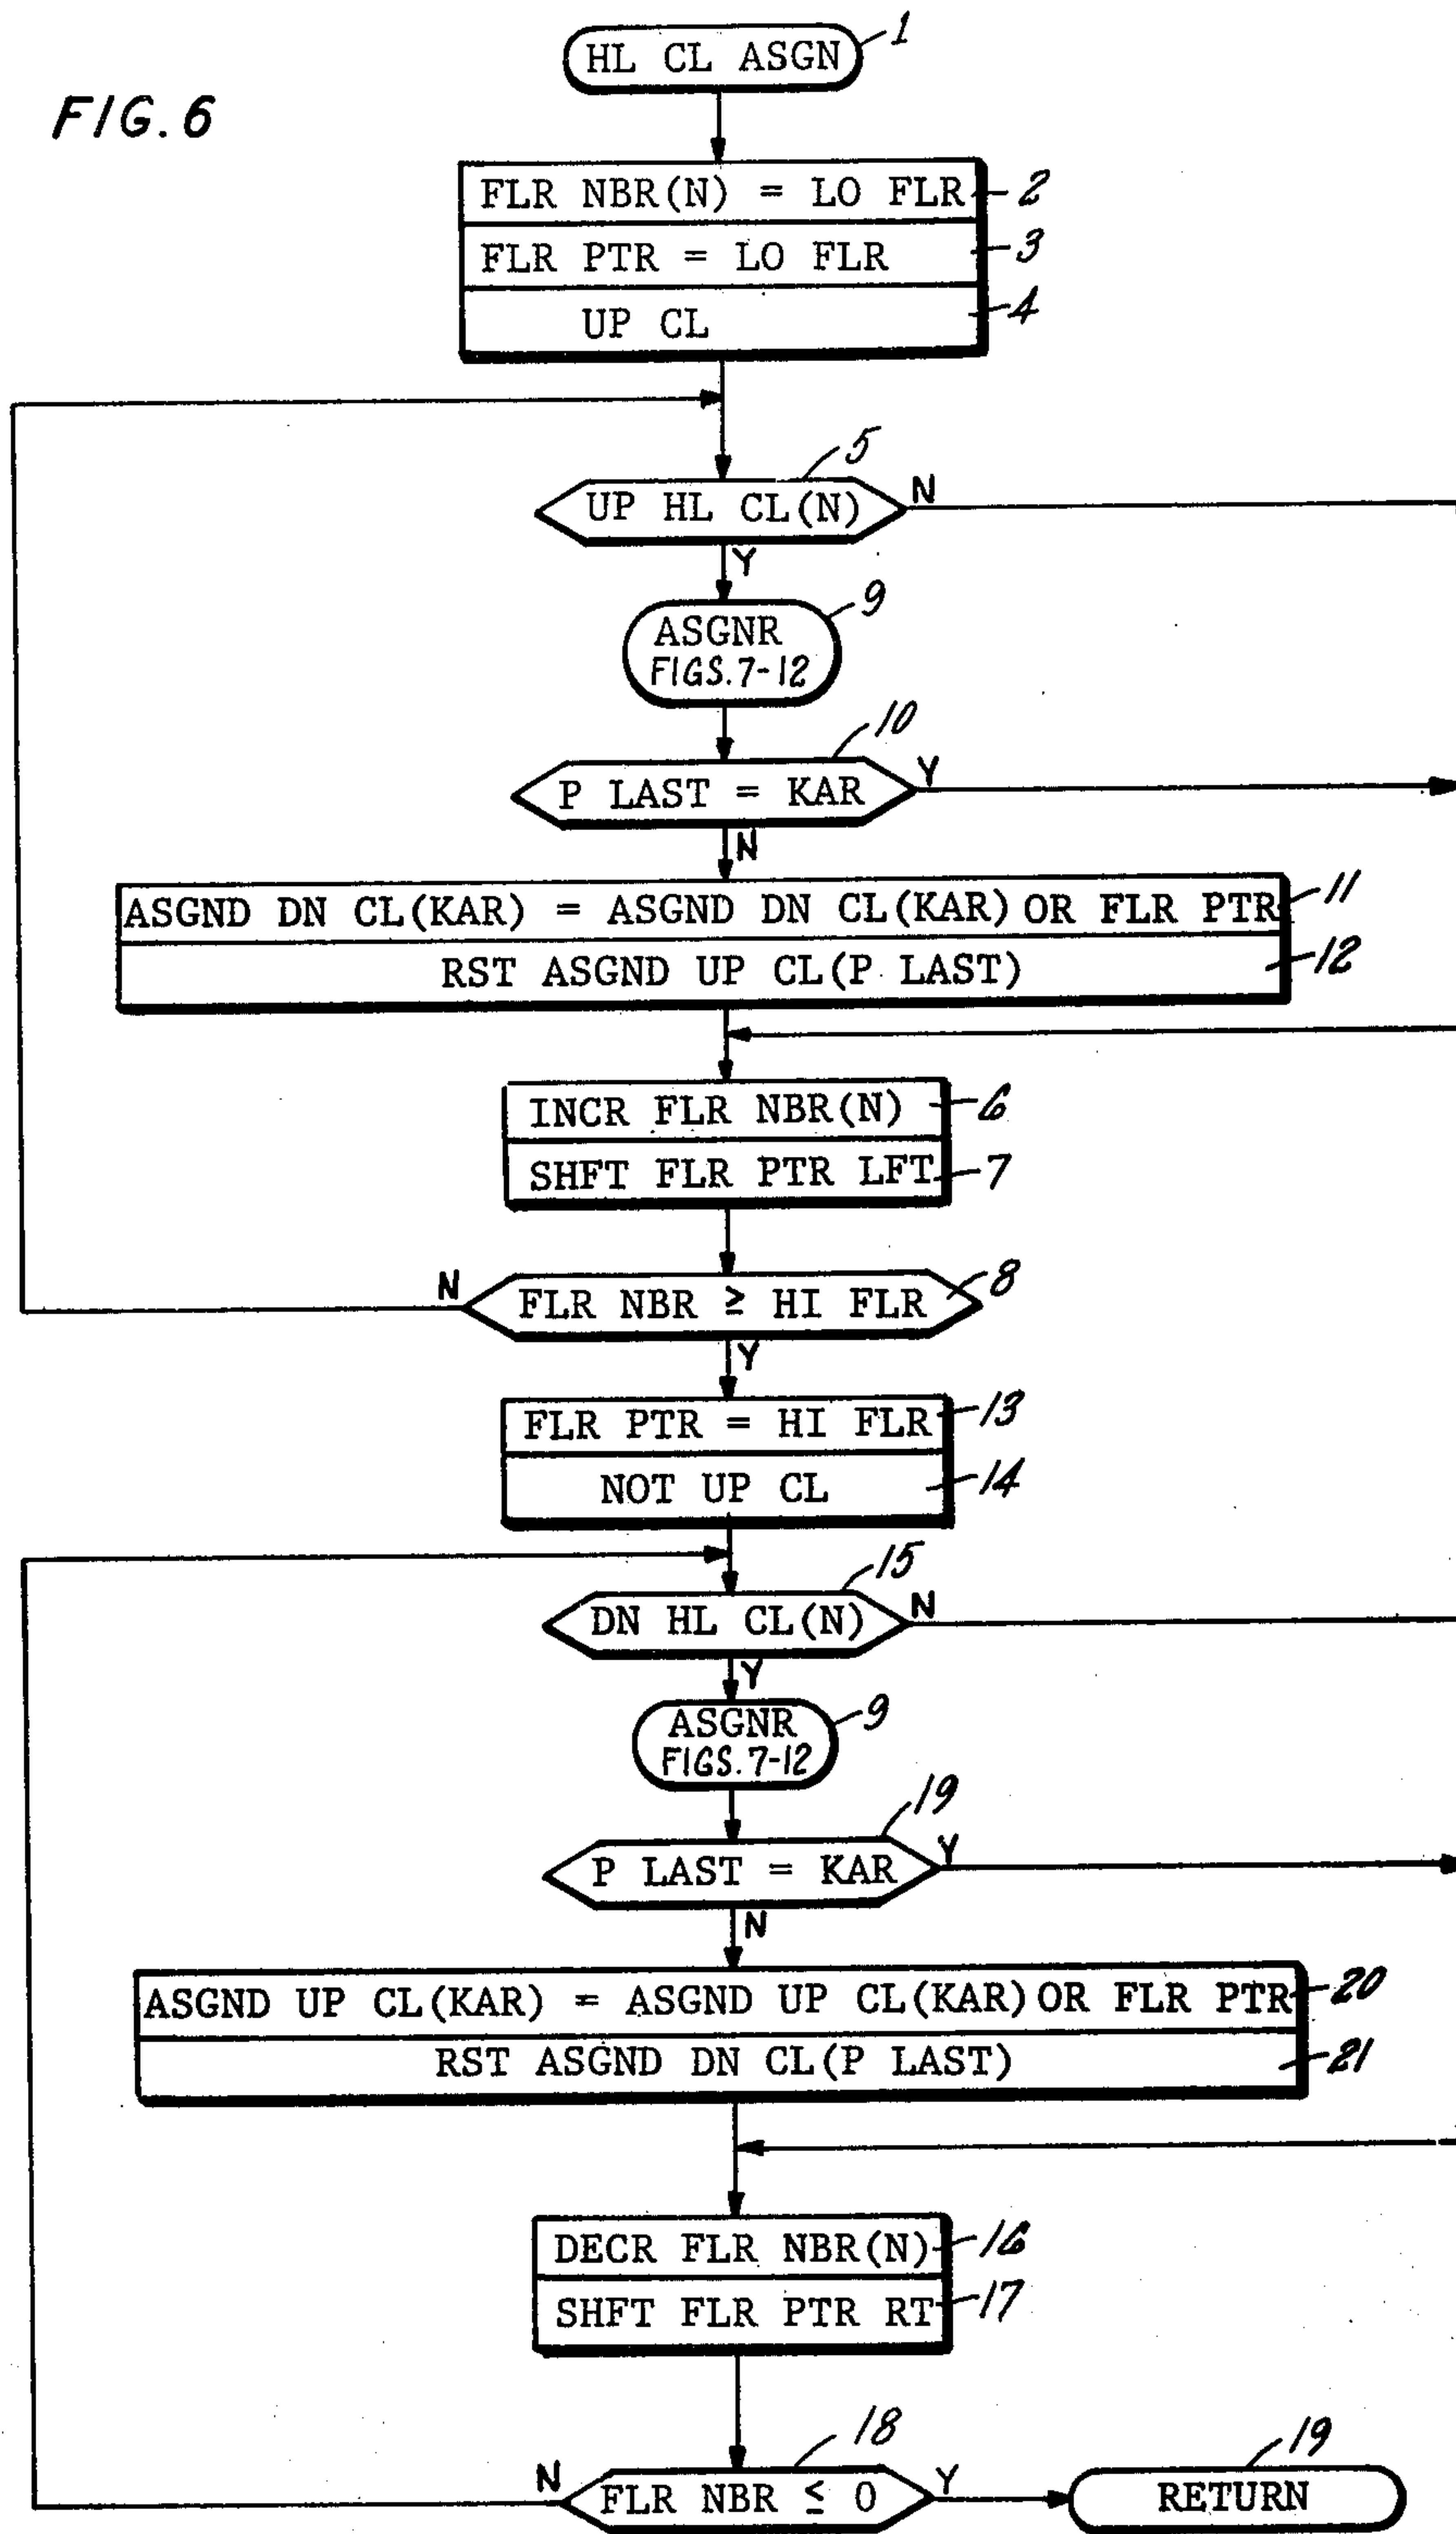 FIG. 6
HL CL ASGN 1
FLR NBR(N) = LO FLR 2
FLR PTR = LO FLR 3
UP CL 4
UP HL CL(N) 5
N
Y
ASGNR 9
FIGS. 7-12
P LAST = KAR 10
Y
N
ASGND DN CL(KAR) = ASGND DN CL(KAR) OR FLR PTR 11
RST ASGND UP CL(P LAST) 12
INCR FLR NBR(N) 6
SHFT FLR PTR LFT 7
N
FLR NBR ≥ HI FLR 8
Y
FLR PTR = HI FLR 13
NOT UP CL 14
DN HL CL(N) 15
N
Y
ASGNR 9
FIGS. 7-12
P LAST = KAR 19
Y
N
ASGND UP CL(KAR) = ASGND UP CL(KAR) OR FLR PTR 20
RST ASGND DN CL(P LAST) 21
DECR FLR NBR(N) 16
SHFT FLR PTR RT 17
N
FLR NBR ≤ 0 18
Y
RETURN 19